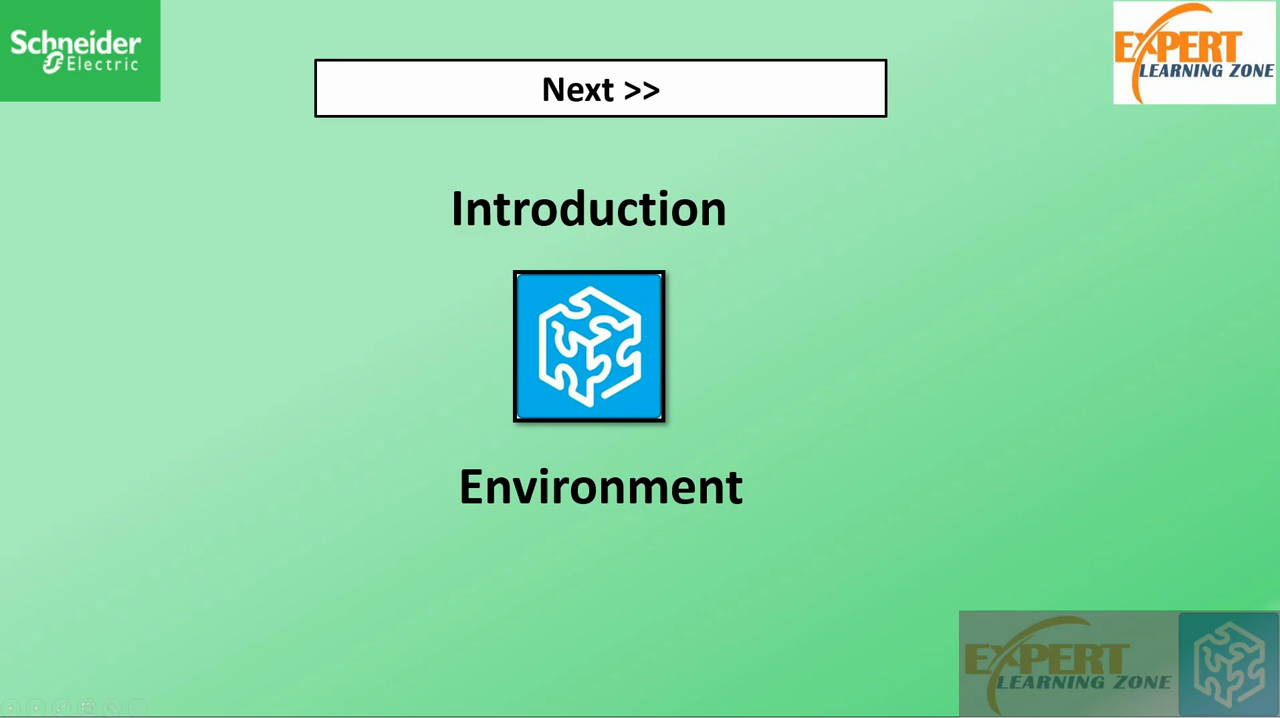 Schneider
Electric
EXPERT
LEARNING ZONE
Next >>
Introduction
Environment
EXPERT
LEARNING ZONE